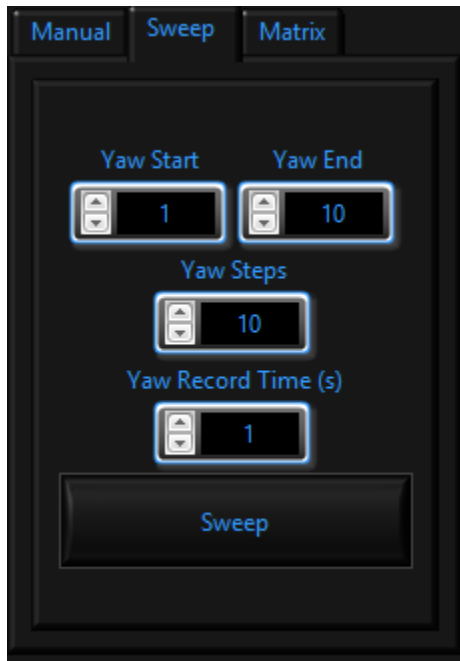 Manual Sweep Matrix
Yaw Start Yaw End
1 10
Yaw Steps
10
Yaw Record Time (s)
1
Sweep